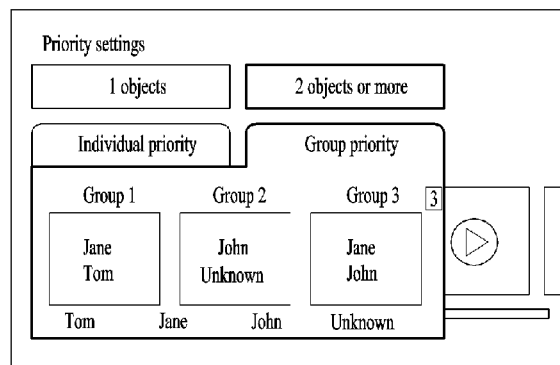 Priority settings
1 objects
2 objects or more
Individual priority
Group priority
Group 1
Group 2
Group 3
3
Jane
Tom
John
Unknown
Jane
John
Tom
Jane
John
Unknown